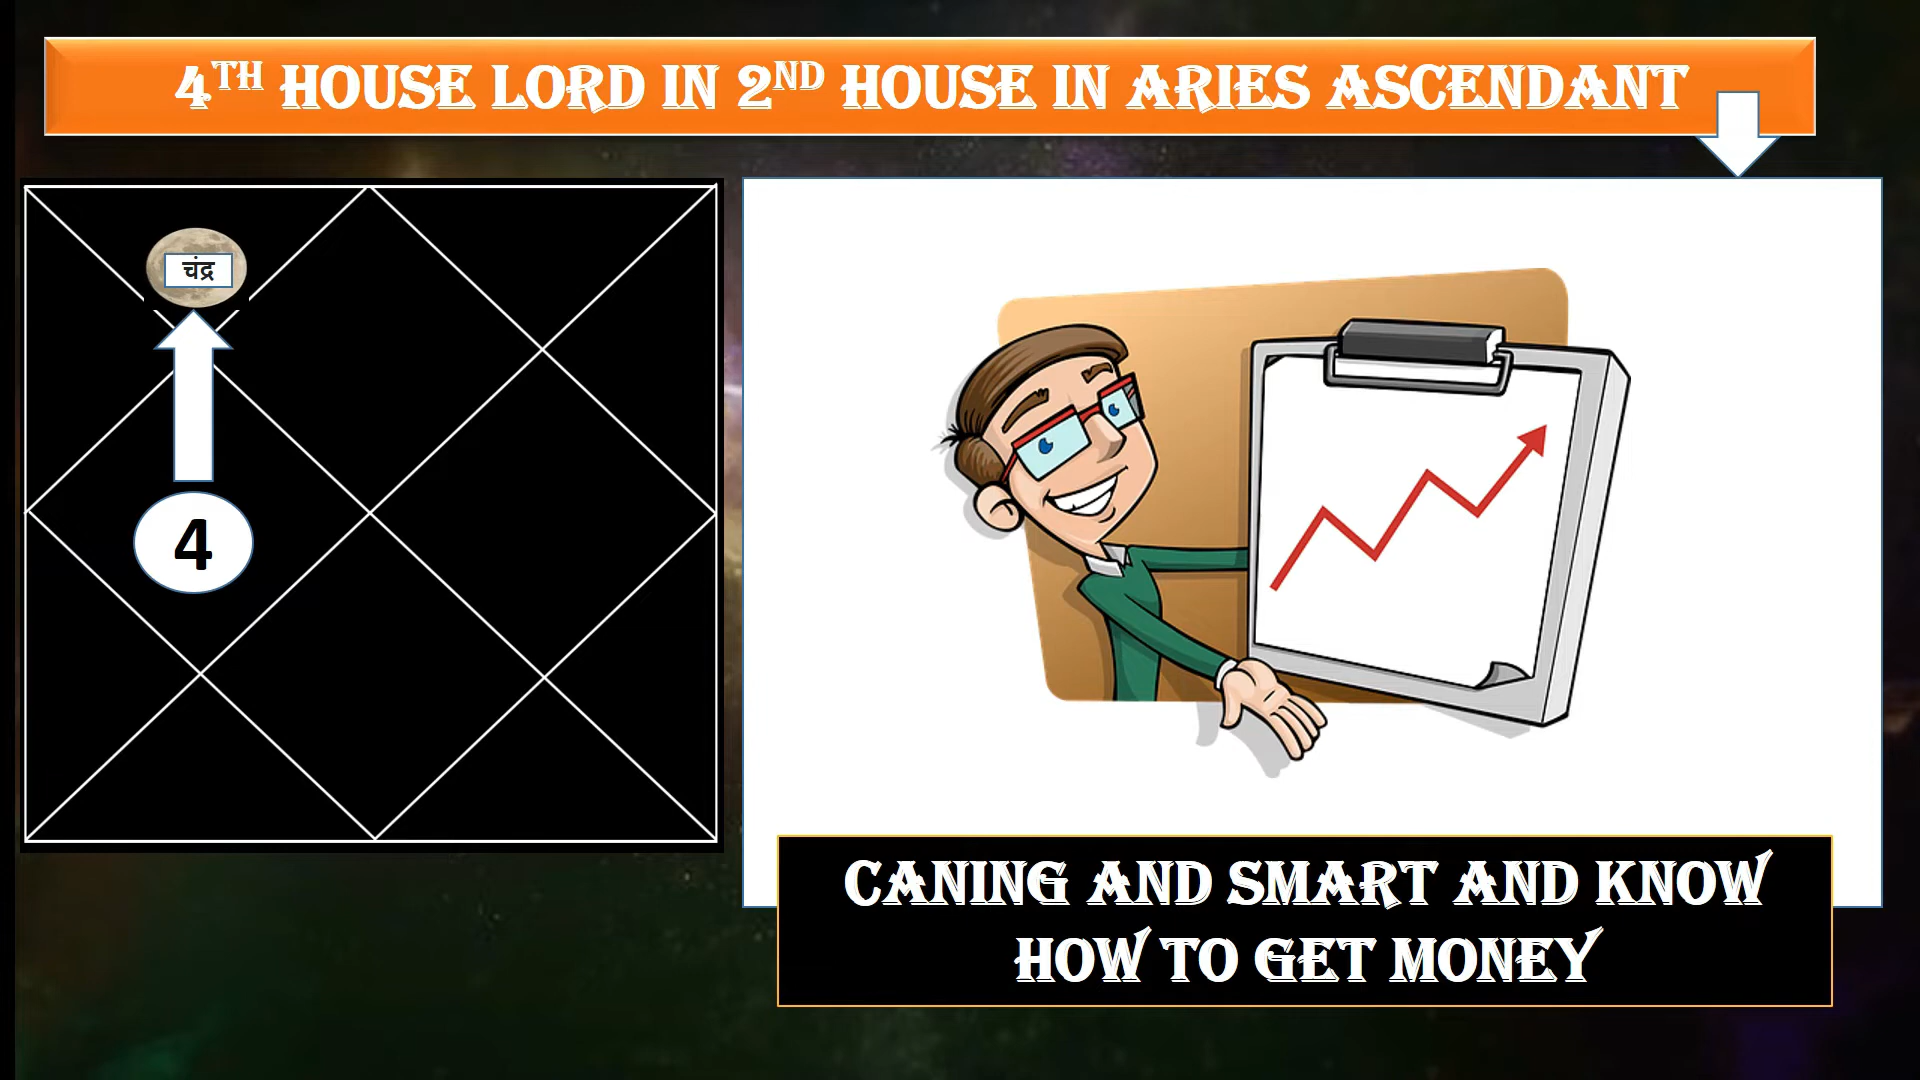 4TH HOUSE LORD IN 2ND HOUSE IN ARIES ASCENDANT
चंद्र
4
CANING AND SMART AND KNOW
HOW TO GET MONEY